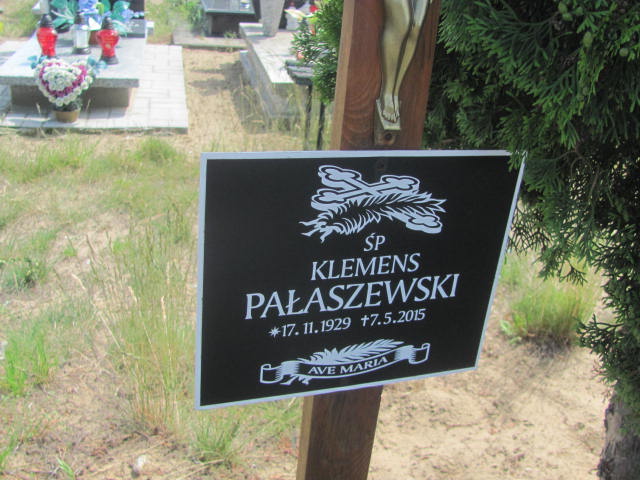 ŚP
KLEMENS
PAŁASZEWSKI
*17.11.1929 †7.5.2015
AVE MARIA